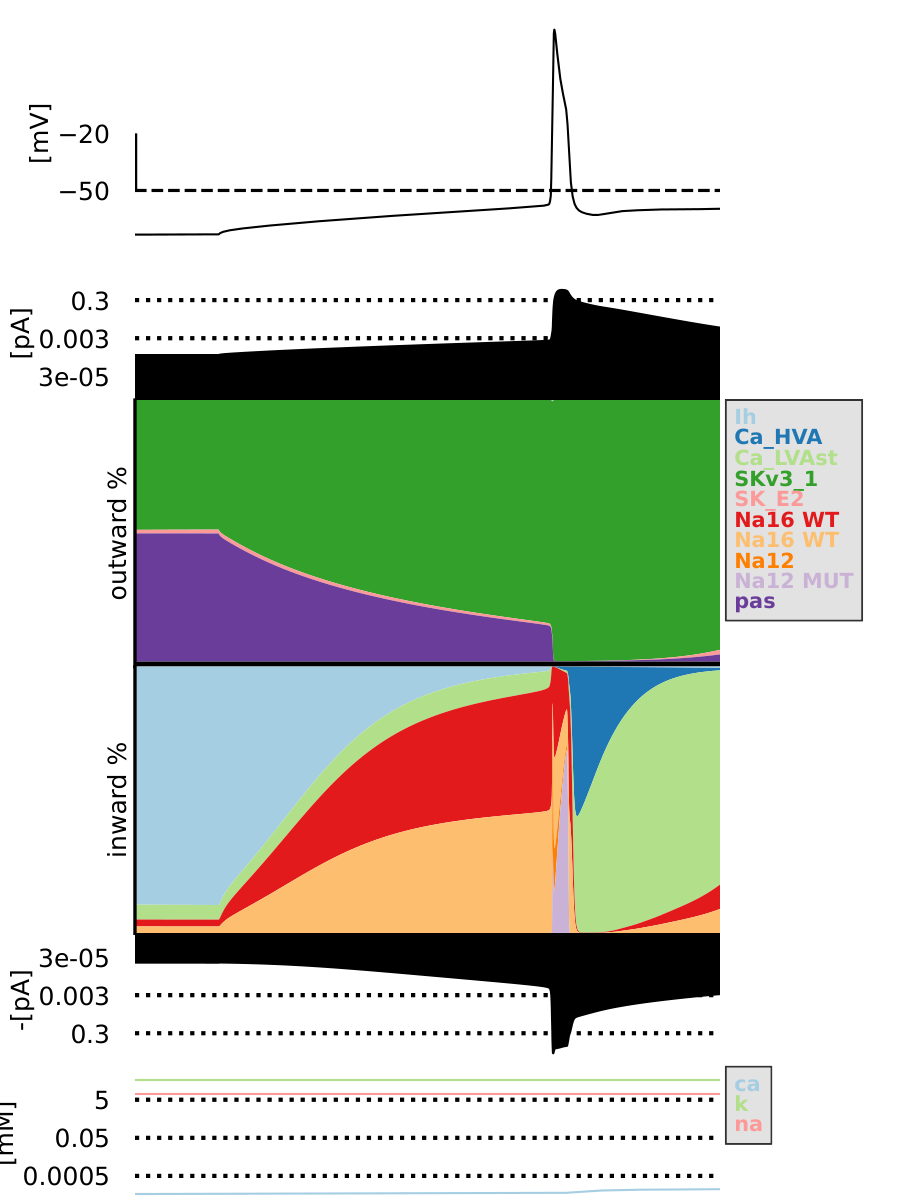 [mV]
−20
−50
[pA]
0.3
0.003
3e-05
outward %
Ih
Ca_HVA
Ca_LVAst
SKv3_1
SK_E2
Na16 WT
Na16 WT
Na12
Na12 MUT
pas
inward %
-[pA]
3e-05
0.003
0.3
[mM]
5
0.05
0.0005
ca
k
na